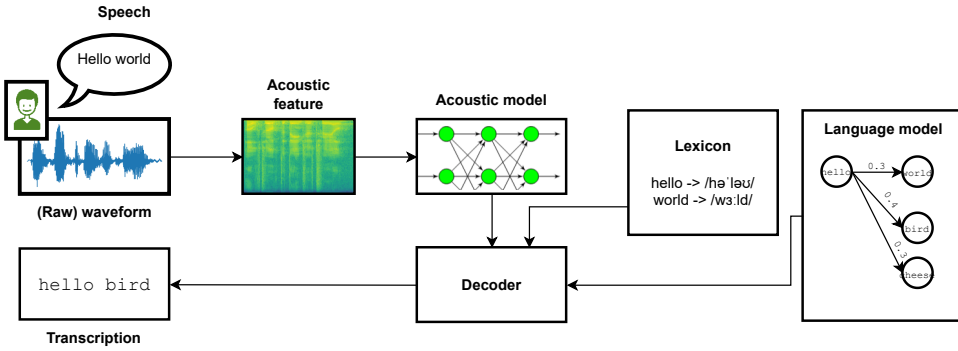 Speech
Hello world
(Raw) waveform
Acoustic
feature
Acoustic model
Lexicon
hello -> /həˈləʊ/
world -> /wɜːld/
Language model
hello
0.3
world
0.4
bird
0.3
cheese
Decoder
hello bird
Transcription